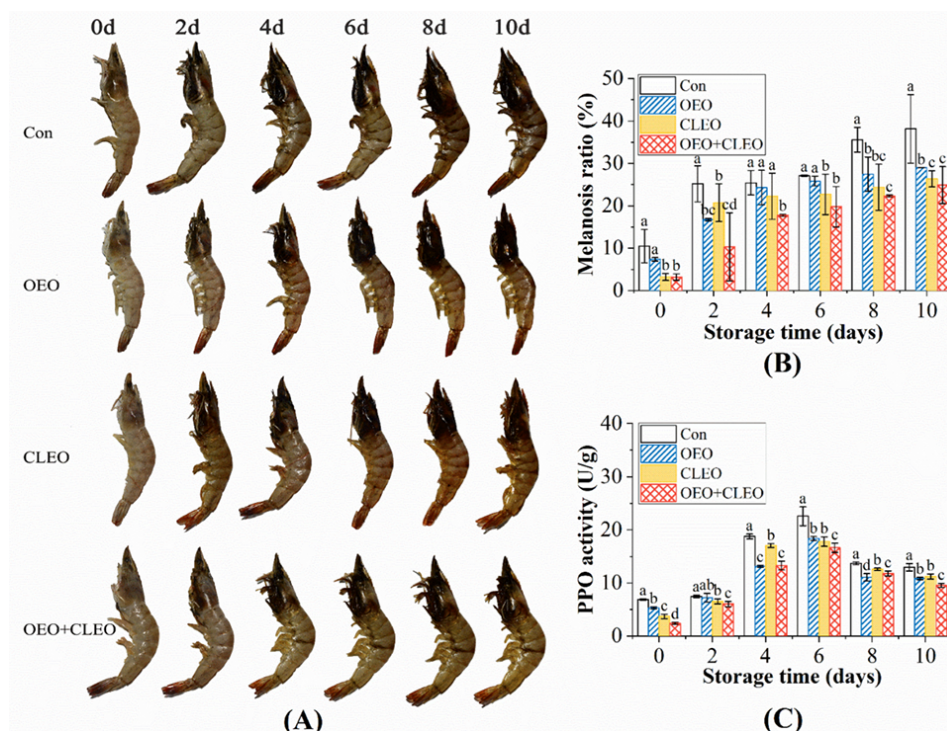 0d 2d 4d 6d 8d 10d
Con
OEO
CLEO
OEO+CLEO
(A)
Melanosis ratio (%)
50
40
30
20
10
0
Con
OEO
CLEO
OEO+CLEO
a a b b
a bc b cd
a a a b
a a b b
a b bc c
a b c c
0 2 4 6 8 10
Storage time (days)
(B)
PPO activity (U/g)
40
30
20
10
0
Con
OEO
CLEO
OEO+CLEO
a b c d
a ab b c
a c b c
a b b c
a d b c
a b b c
0 2 4 6 8 10
Storage time (days)
(C)